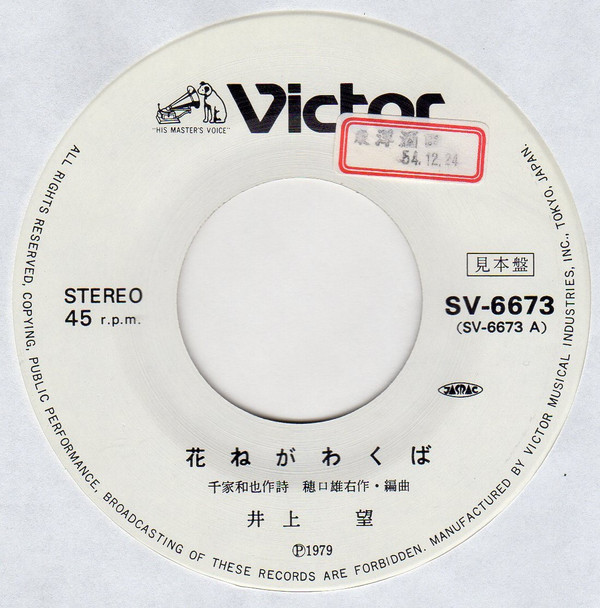 Victor
"HIS MASTER'S VOICE"
54.12.24
見本盤
STEREO
45 r.p.m.
SV-6673
(SV-6673 A)
JASRAC
花ねがわくば
千家和也作詩 穂口雄右作・編曲
井上 望
Ⓟ1979
ALL RIGHTS RESERVED, COPYING, PUBLIC PERFORMANCE, BROADCASTING OF THESE RECORDS ARE FORBIDDEN. MANUFACTURED BY VICTOR MUSICAL INDUSTRIES, INC., TOKYO, JAPAN.